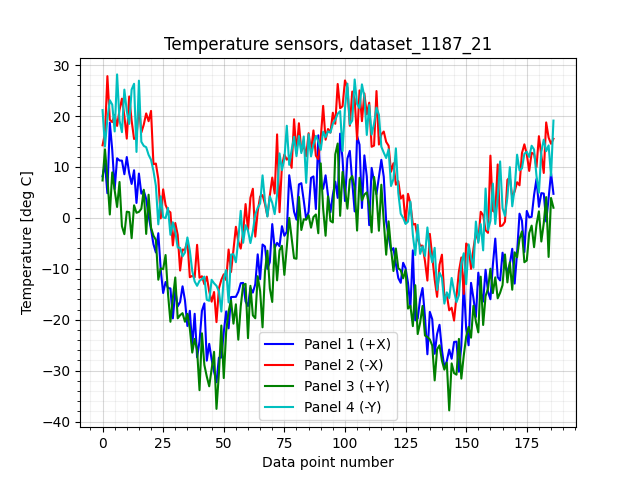 Temperature sensors, dataset_1187_21
Temperature [deg C]
30
20
10
0
−10
−20
−30
−40
Panel 1 (+X)
Panel 2 (-X)
Panel 3 (+Y)
Panel 4 (-Y)
0 25 50 75 100 125 150 175
Data point number